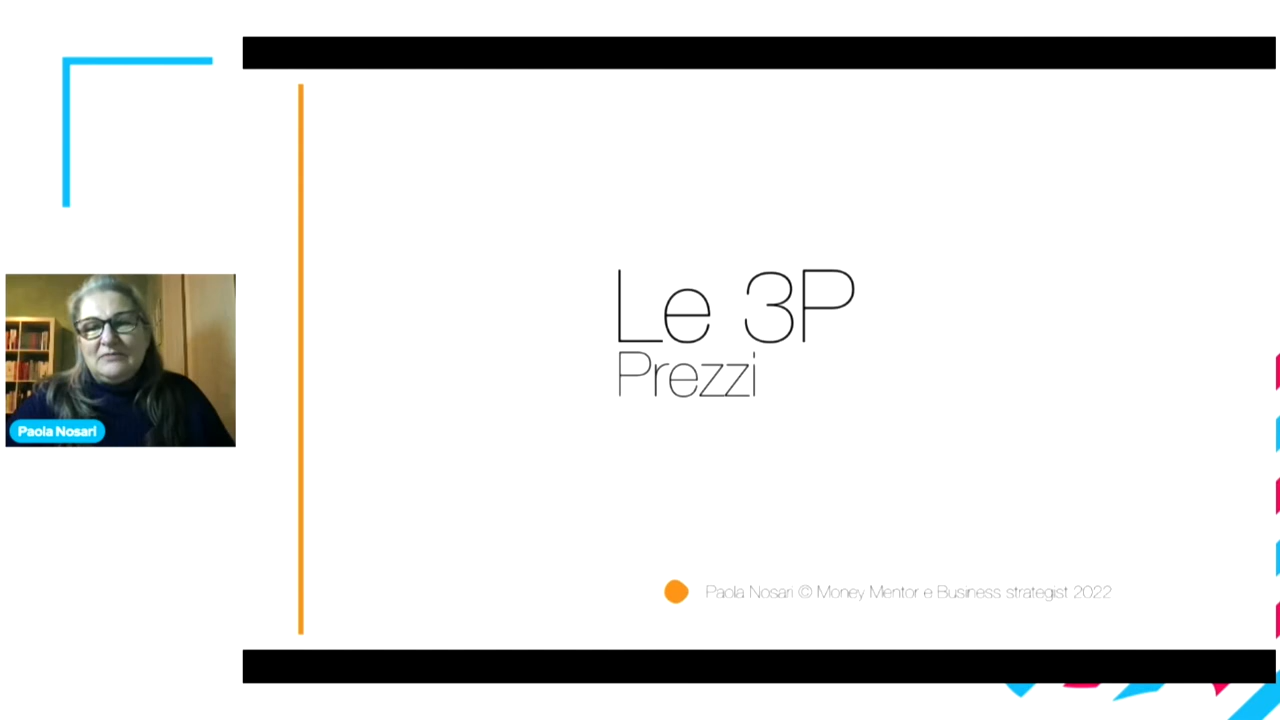 Le 3P
Prezzi
Paola Nosari
Paola Nosari © Money Mentor e Business strategist 2022